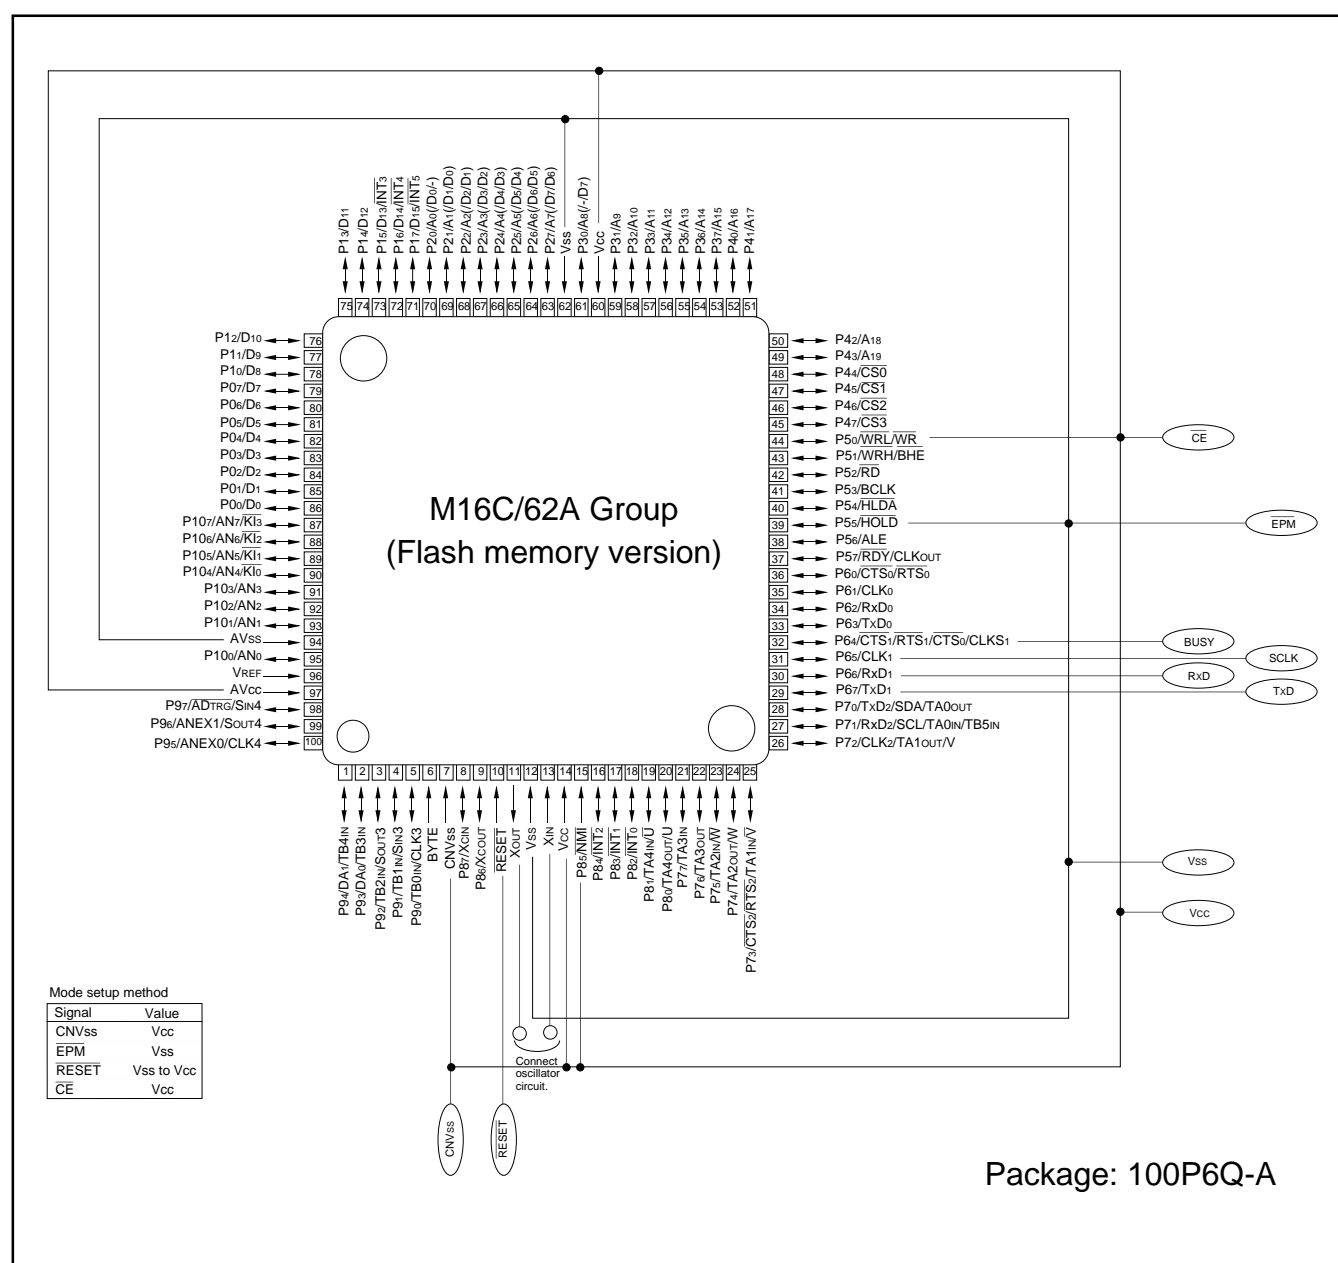 P13/D11
P14/D12
P15/D13/INT3
P16/D14/INT4
P17/D15/INT5
P20/A0(/D0/-)
P21/A1(/D1/D0)
P22/A2(/D2/D1)
P23/A3(/D3/D2)
P24/A4(/D4/D3)
P25/A5(/D5/D4)
P26/A6(/D6/D5)
P27/A7(/D7/D6)
Vss
P30/A8(/-/D7)
Vcc
P31/A9
P32/A10
P33/A11
P34/A12
P35/A13
P36/A14
P37/A15
P40/A16
P41/A17
75 74 73 72 71 70 69 68 67 66 65 64 63 62 61 60 59 58 57 56 55 54 53 52 51
P12/D10 76
P11/D9 77
P10/D8 78
P07/D7 79
P06/D6 80
P05/D5 81
P04/D4 82
P03/D3 83
P02/D2 84
P01/D1 85
P00/D0 86
P107/AN7/KI3 87
P106/AN6/KI2 88
P105/AN5/KI1 89
P104/AN4/KI0 90
P103/AN3 91
P102/AN2 92
P101/AN1 93
AVss 94
P100/AN0 95
VREF 96
AVcc 97
P97/ADTRG/SIN4 98
P96/ANEX1/SOUT4 99
P95/ANEX0/CLK4 100
M16C/62A Group
(Flash memory version)
50 P42/A18
49 P43/A19
48 P44/CS0
47 P45/CS1
46 P46/CS2
45 P47/CS3
44 P50/WRL/WR
43 P51/WRH/BHE
42 P52/RD
41 P53/BCLK
40 P54/HLDA
39 P55/HOLD
38 P56/ALE
37 P57/RDY/CLKOUT
36 P60/CTS0/RTS0
35 P61/CLK0
34 P62/RxD0
33 P63/TxD0
32 P64/CTS1/RTS1/CTS0/CLKS1
31 P65/CLK1
30 P66/RxD1
29 P67/TxD1
28 P70/TxD2/SDA/TA0OUT
27 P71/RxD2/SCL/TA0IN/TB5IN
26 P72/CLK2/TA1OUT/V
CE
EPM
BUSY
SCLK
RxD
TxD
Vss
Vcc
1 2 3 4 5 6 7 8 9 10 11 12 13 14 15 16 17 18 19 20 21 22 23 24 25
P94/DA1/TB4IN
P93/DA0/TB3IN
P92/TB2IN/SOUT3
P91/TB1IN/SIN3
P90/TB0IN/CLK3
BYTE
CNVss
P87/XCIN
P86/XCOUT
RESET
XOUT
Vss
XIN
Vcc
P85/NMI
P84/INT2
P83/INT1
P82/INT0
P81/TA4IN/U
P80/TA4OUT/U
P77/TA3IN
P76/TA3OUT
P75/TA2IN/W
P74/TA2OUT/W
P73/CTS2/RTS2/TA1IN/V
Connect
oscillator
circuit.
CNVss
RESET
Mode setup method
Signal Value
CNVss Vcc
EPM Vss
RESET Vss to Vcc
CE Vcc
Package: 100P6Q-A